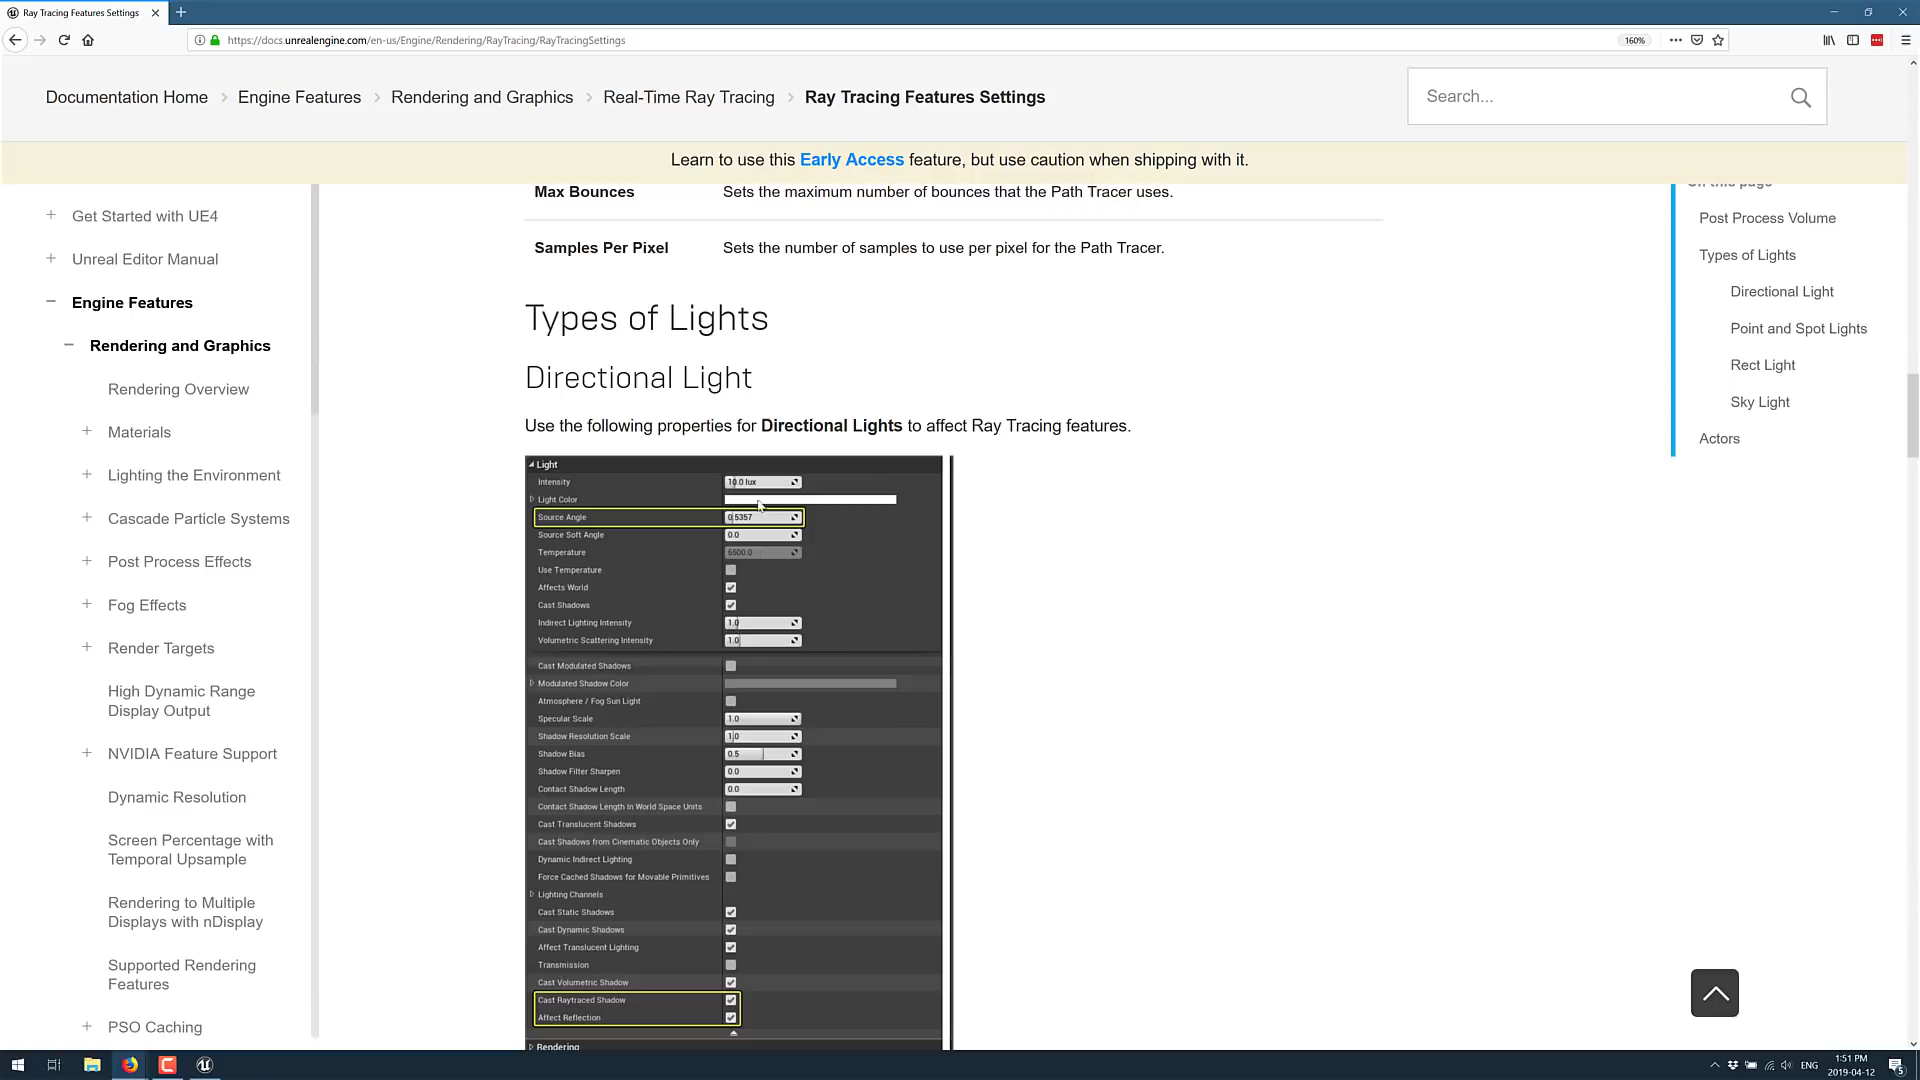 Ray Tracing Features Settings
https://docs.unrealengine.com/en-us/Engine/Rendering/RayTracing/RayTracingSettings
160%
Documentation Home
Engine Features
Rendering and Graphics
Real-Time Ray Tracing
Ray Tracing Features Settings
Search...
Learn to use this Early Access feature, but use caution when shipping with it.
Get Started with UE4
Unreal Editor Manual
Engine Features
Rendering and Graphics
Rendering Overview
Materials
Lighting the Environment
Cascade Particle Systems
Post Process Effects
Fog Effects
Render Targets
High Dynamic Range
Display Output
NVIDIA Feature Support
Dynamic Resolution
Screen Percentage with
Temporal Upsample
Rendering to Multiple
Displays with nDisplay
Supported Rendering
Features
PSO Caching
Max Bounces Sets the maximum number of bounces that the Path Tracer uses.
Samples Per Pixel Sets the number of samples to use per pixel for the Path Tracer.
Types of Lights
Directional Light
Use the following properties for Directional Lights to affect Ray Tracing features.
Light
Intensity 10.0 lux
Light Color
Source Angle 0.5357
Source Soft Angle 0.0
Temperature 6500.0
Use Temperature
Affects World
Cast Shadows
Indirect Lighting Intensity 1.0
Volumetric Scattering Intensity 1.0
Cast Modulated Shadows
Modulated Shadow Color
Atmosphere / Fog Sun Light
Specular Scale 1.0
Shadow Resolution Scale 1.0
Shadow Bias 0.5
Shadow Filter Sharpen 0.0
Contact Shadow Length 0.0
Contact Shadow Length In World Space Units
Cast Translucent Shadows
Cast Shadows from Cinematic Objects Only
Dynamic Indirect Lighting
Force Cached Shadows for Movable Primitives
Lighting Channels
Cast Static Shadows
Cast Dynamic Shadows
Affect Translucent Lighting
Transmission
Cast Volumetric Shadow
Cast Raytraced Shadow
Affect Reflection
Rendering
On this page
Post Process Volume
Types of Lights
Directional Light
Point and Spot Lights
Rect Light
Sky Light
Actors
ENG
1:51 PM
2019-04-12
5